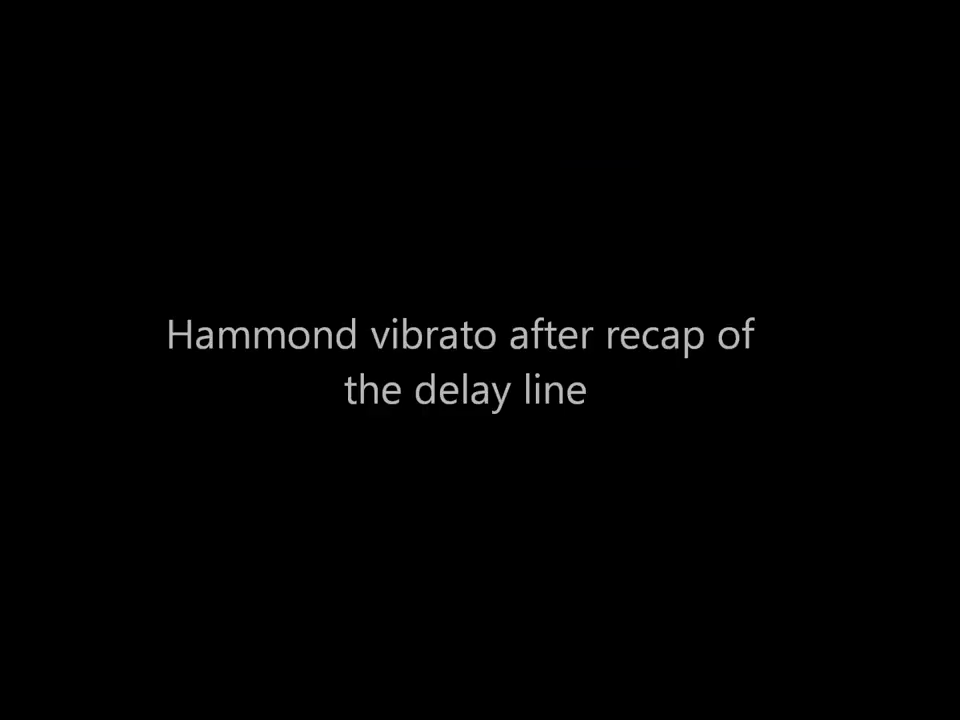 Hammond vibrato after recap of
the delay line